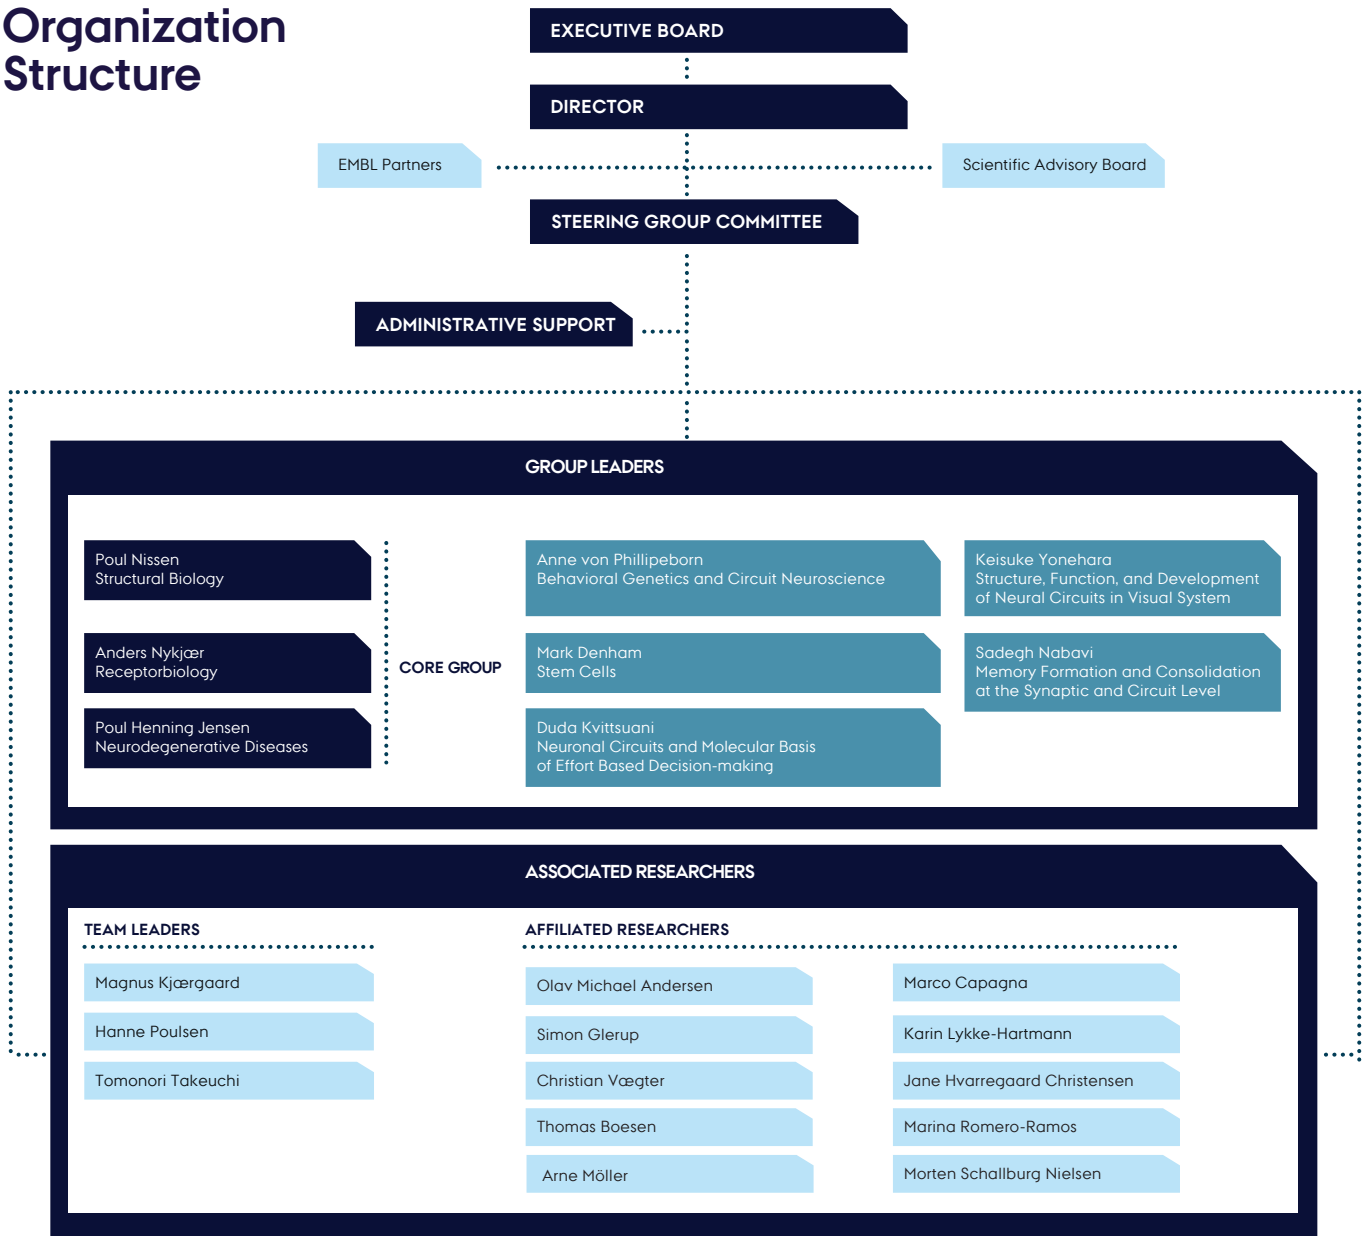 Organization
Structure
EXECUTIVE BOARD
DIRECTOR
EMBL Partners
Scientific Advisory Board
STEERING GROUP COMMITTEE
ADMINISTRATIVE SUPPORT
GROUP LEADERS
Poul Nissen
Structural Biology
Anders Nykjær
Receptorbiology
Poul Henning Jensen
Neurodegenerative Diseases
CORE GROUP
Anne von Phillipeborn
Behavioral Genetics and Circuit Neuroscience
Mark Denham
Stem Cells
Duda Kvittsuani
Neuronal Circuits and Molecular Basis
of Effort Based Decision-making
Keisuke Yonehara
Structure, Function, and Development
of Neural Circuits in Visual System
Sadegh Nabavi
Memory Formation and Consolidation
at the Synaptic and Circuit Level
ASSOCIATED RESEARCHERS
TEAM LEADERS
Magnus Kjærgaard
Hanne Poulsen
Tomonori Takeuchi
AFFILIATED RESEARCHERS
Olav Michael Andersen
Simon Glerup
Christian Vægter
Thomas Boesen
Arne Möller
Marco Capagna
Karin Lykke-Hartmann
Jane Hvarregaard Christensen
Marina Romero-Ramos
Morten Schallburg Nielsen